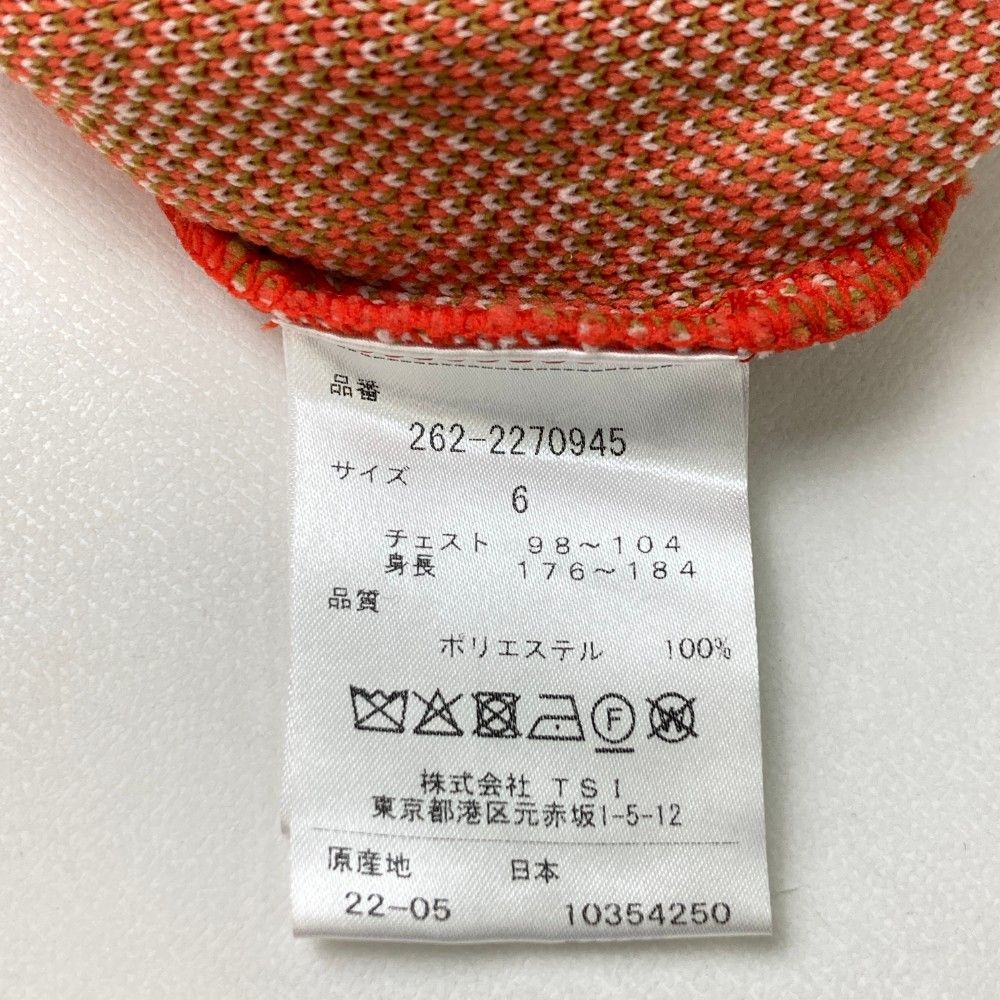 品番
262-2270945
サイズ
6
チェスト 98～104
身長 176～184
品質
ポリエステル 100%
F W
株式会社 TSI
東京都港区元赤坂1-5-12
原産地 日本
22-05 10354250